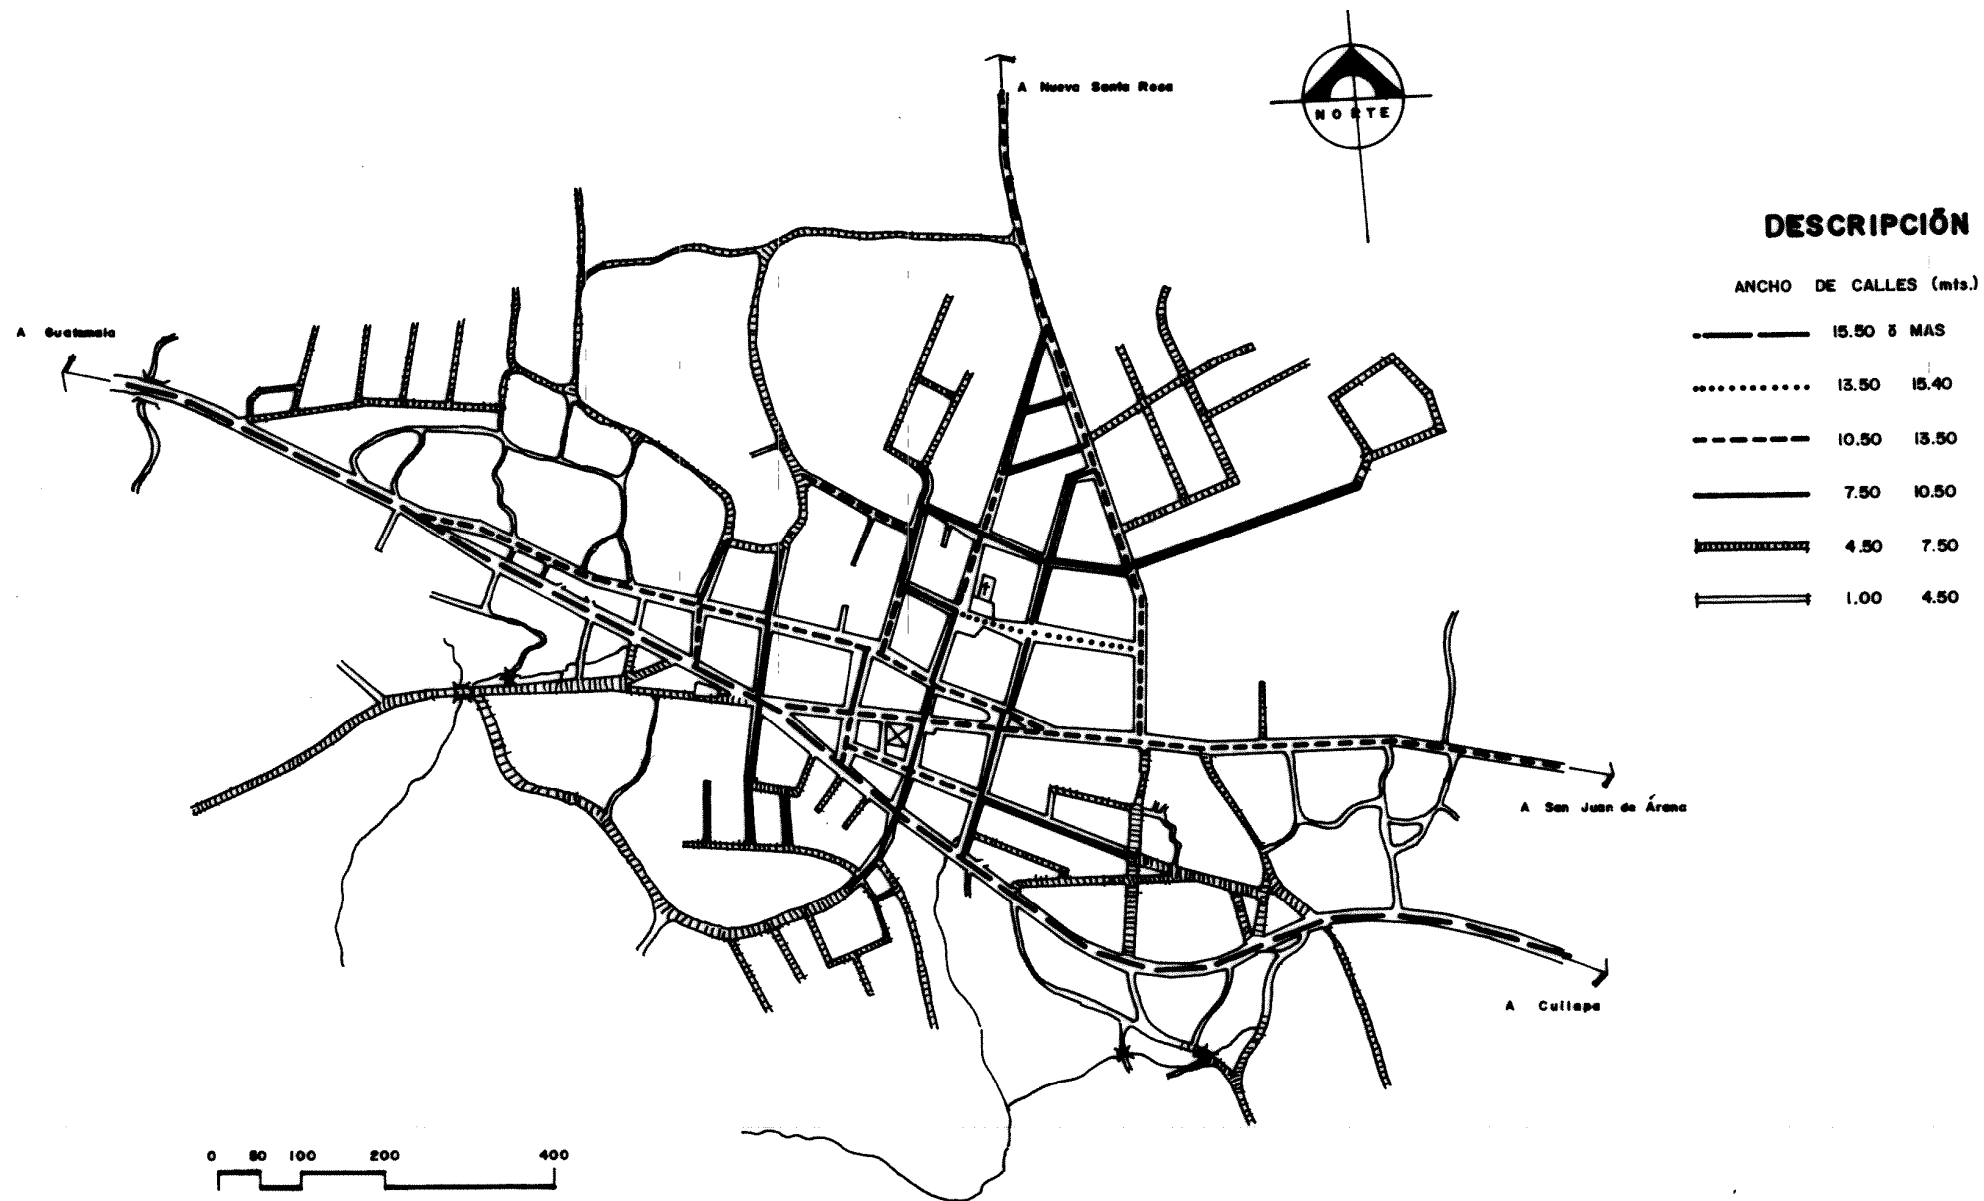 A Nueva Santa Rosa
NORTE
A Guatemala
DESCRIPCIÓN
ANCHO DE CALLES (mts.)
15.50 ó MAS
13.50 15.40
10.50 13.50
7.50 10.50
4.50 7.50
1.00 4.50
A San Juan de Árana
A Cuilapa
0 50 100 200 400